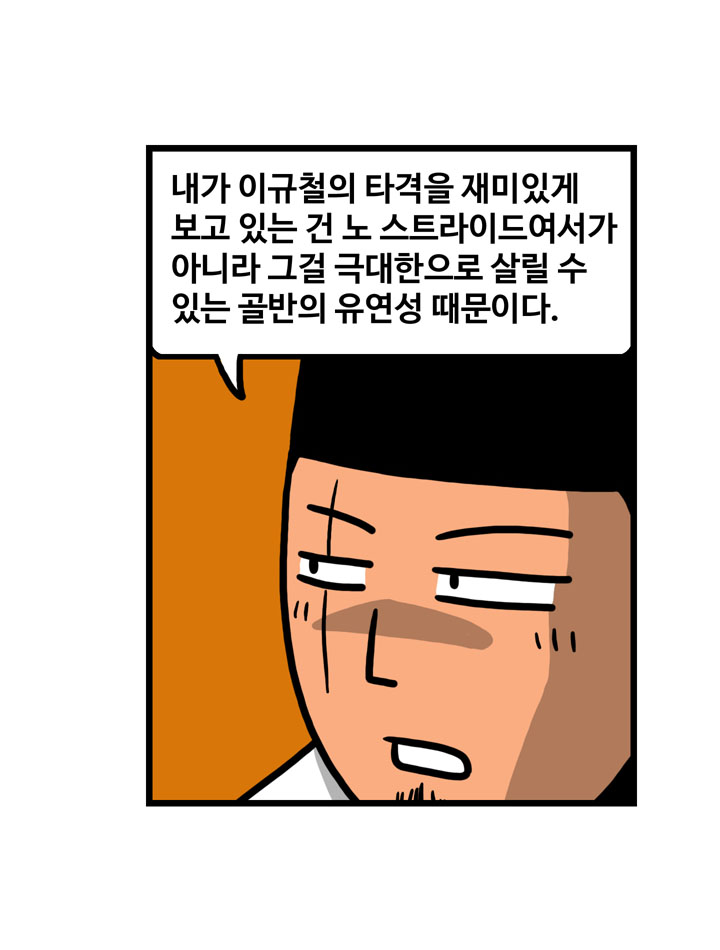 내가 이규철의 타격을 재미있게
보고 있는 건 노 스트라이드여서가
아니라 그걸 극대한으로 살릴 수
있는 골반의 유연성 때문이다.